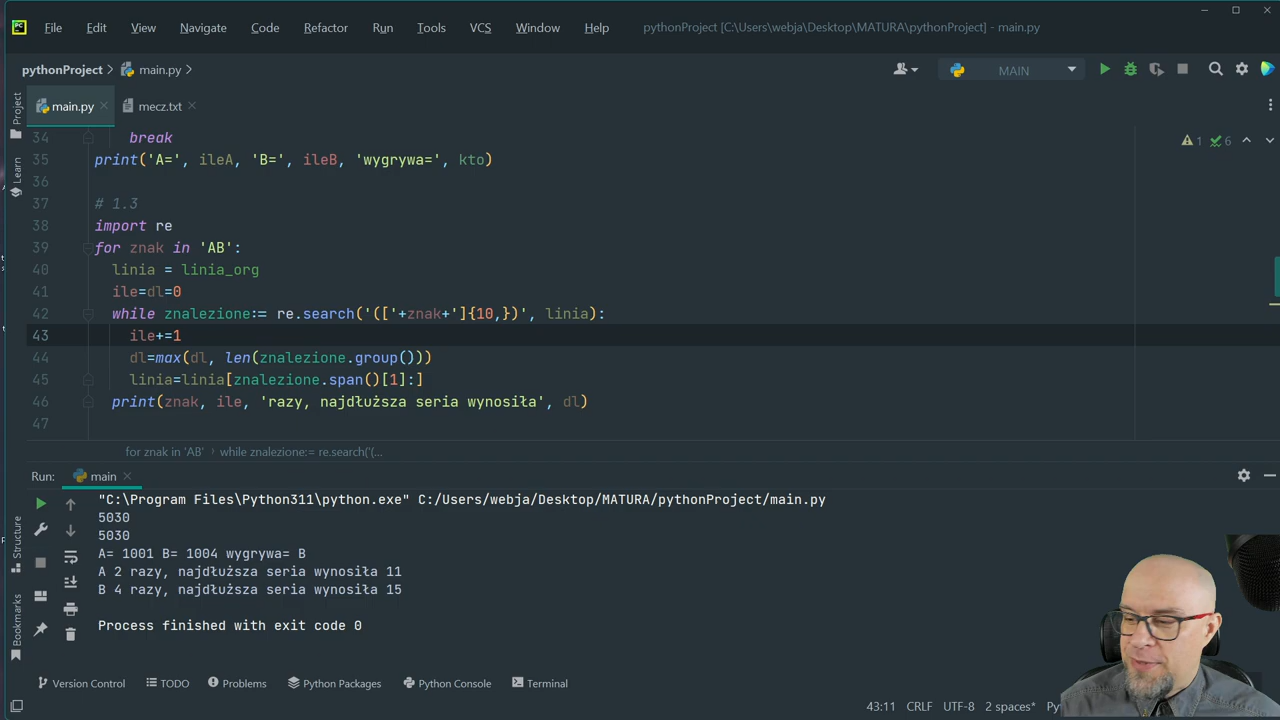 PC File Edit View Navigate Code Refactor Run Tools VCS Window Help pythonProject [C:\Users\webja\Desktop\MATURA\pythonProject] - main.py
pythonProject main.py MAIN
main.py mecz.txt
Project
Learn
34 break
35 print('A=', ileA, 'B=', ileB, 'wygrywa=', kto)
36
37 # 1.3
38 import re
39 for znak in 'AB':
40 linia = linia_org
41 ile=dl=0
42 while znalezione:= re.search('(['+znak+']{10,})', linia):
43 ile+=1
44 dl=max(dl, len(znalezione.group()))
45 linia=linia[znalezione.span()[1]:]
46 print(znak, ile, 'razy, najdłuższa seria wynosiła', dl)
47
1 6
for znak in 'AB' while znalezione:= re.search('(...
Run: main
"C:\Program Files\Python311\python.exe" C:/Users/webja/Desktop/MATURA/pythonProject/main.py
5030
5030
A= 1001 B= 1004 wygrywa= B
A 2 razy, najdłuższa seria wynosiła 11
B 4 razy, najdłuższa seria wynosiła 15
Process finished with exit code 0
Structure
Bookmarks
Version Control TODO Problems Python Packages Python Console Terminal
43:11 CRLF UTF-8 2 spaces*